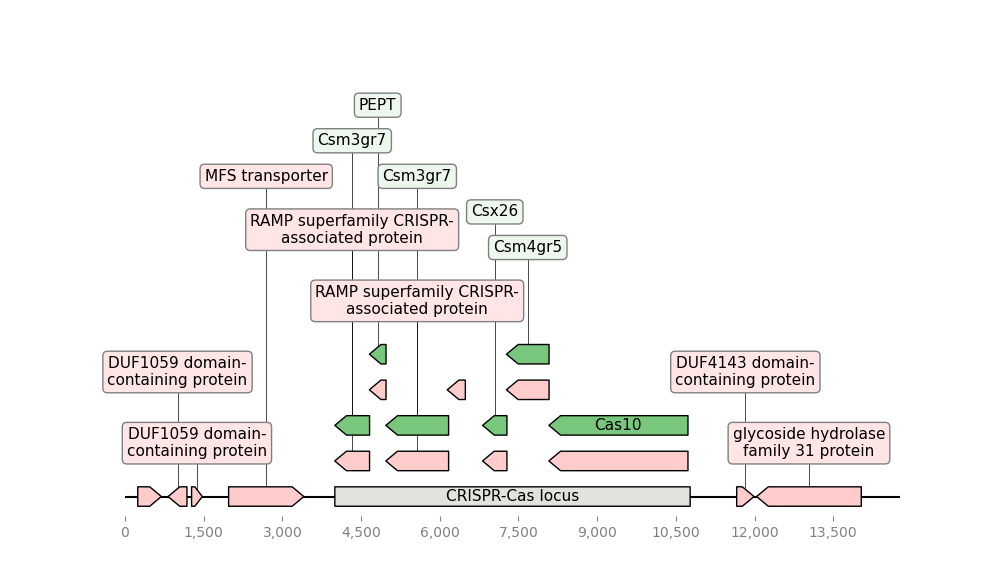 PEPT
Csm3gr7
MFS transporter
Csm3gr7
Csx26
RAMP superfamily CRISPR-
associated protein
Csm4gr5
RAMP superfamily CRISPR-
associated protein
DUF1059 domain-
containing protein
DUF4143 domain-
containing protein
Cas10
DUF1059 domain-
containing protein
glycoside hydrolase
family 31 protein
CRISPR-Cas locus
0 1,500 3,000 4,500 6,000 7,500 9,000 10,500 12,000 13,500